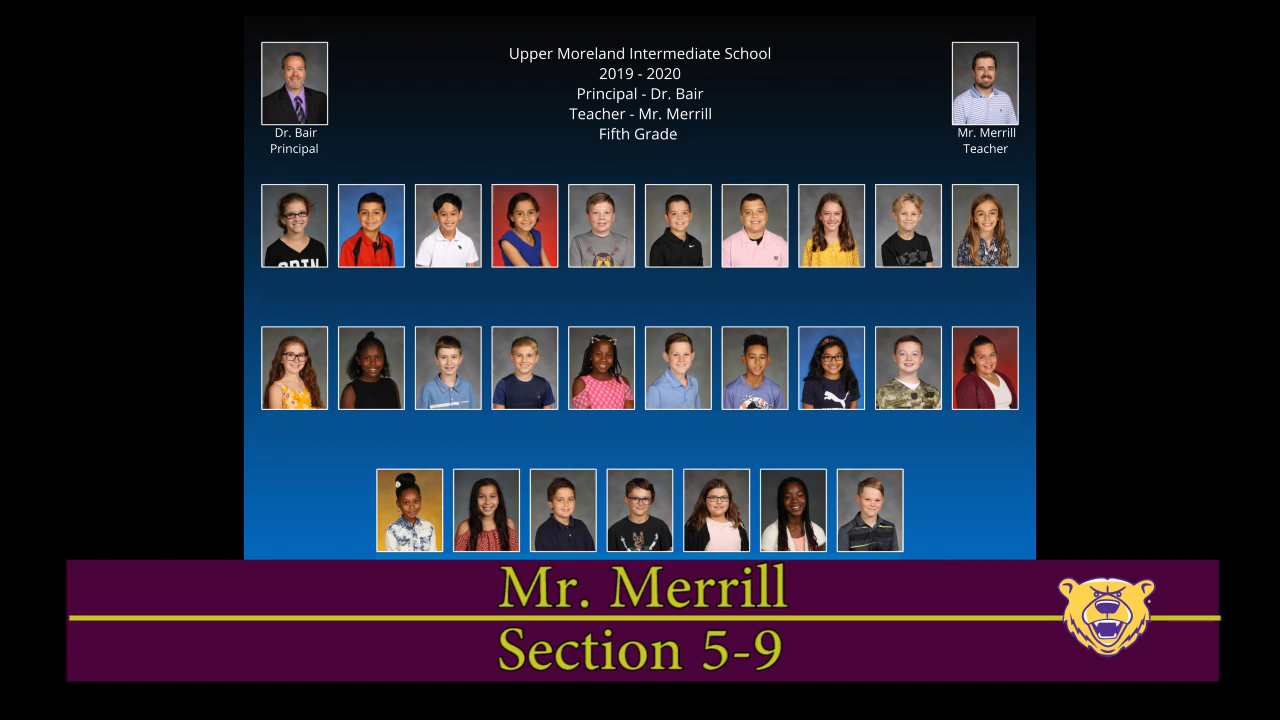 Upper Moreland Intermediate School
2019 - 2020
Principal - Dr. Bair
Teacher - Mr. Merrill
Fifth Grade
Dr. Bair
Principal
Mr. Merrill
Teacher
Mr. Merrill
Section 5-9